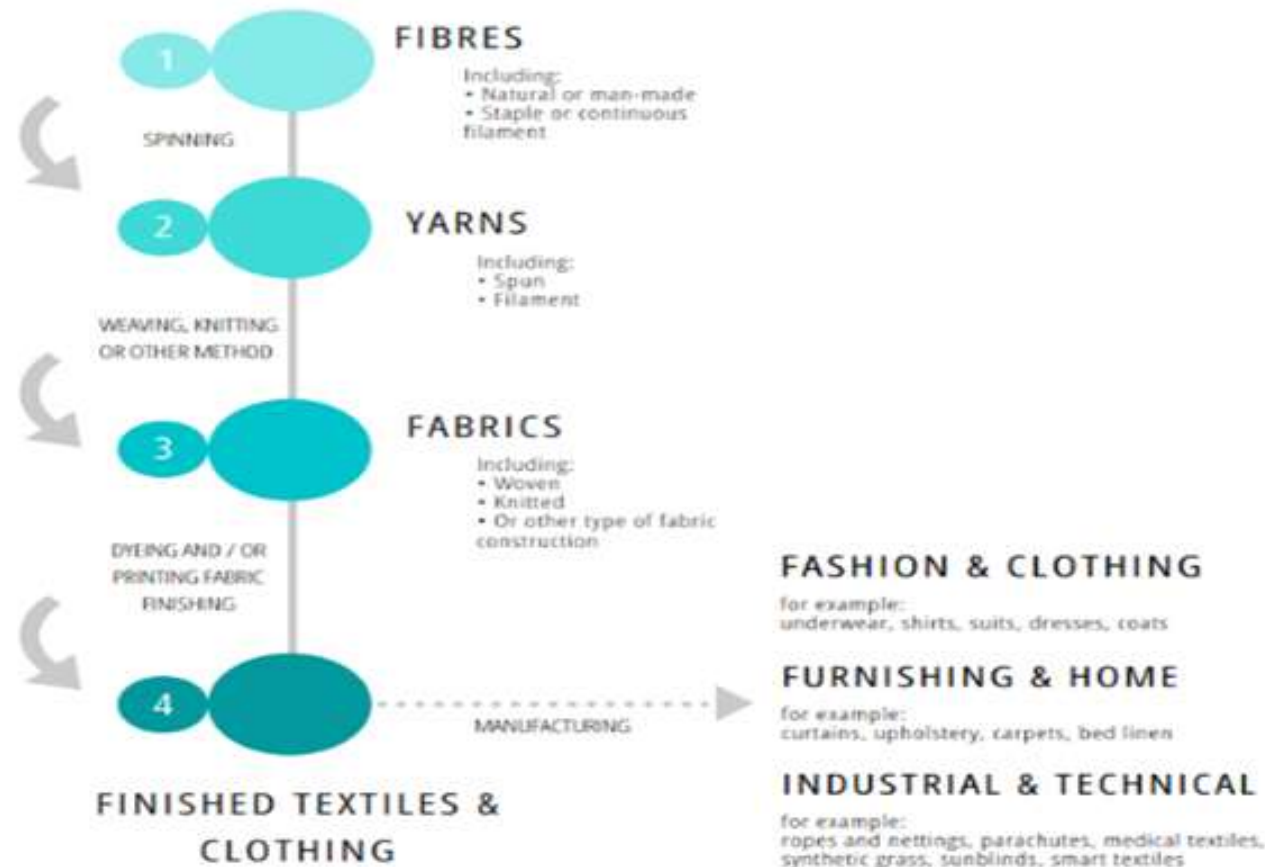 1
FIBRES
Including:
• Natural or man-made
• Staple or continuous
filament
SPINNING
2
YARNS
Including:
• Spun
• Filament
WEAVING, KNITTING
OR OTHER METHOD
3
FABRICS
Including:
• Woven
• Knitted
• Or other type of fabric
construction
DYEING AND / OR
PRINTING FABRIC
FINISHING
4
MANUFACTURING
FINISHED TEXTILES &
CLOTHING
FASHION & CLOTHING
for example:
underwear, shirts, suits, dresses, coats
FURNISHING & HOME
for example:
curtains, upholstery, carpets, bed linen
INDUSTRIAL & TECHNICAL
for example:
ropes and nettings, parachutes, medical textiles,
synthetic grass, sunblinds, smart textiles